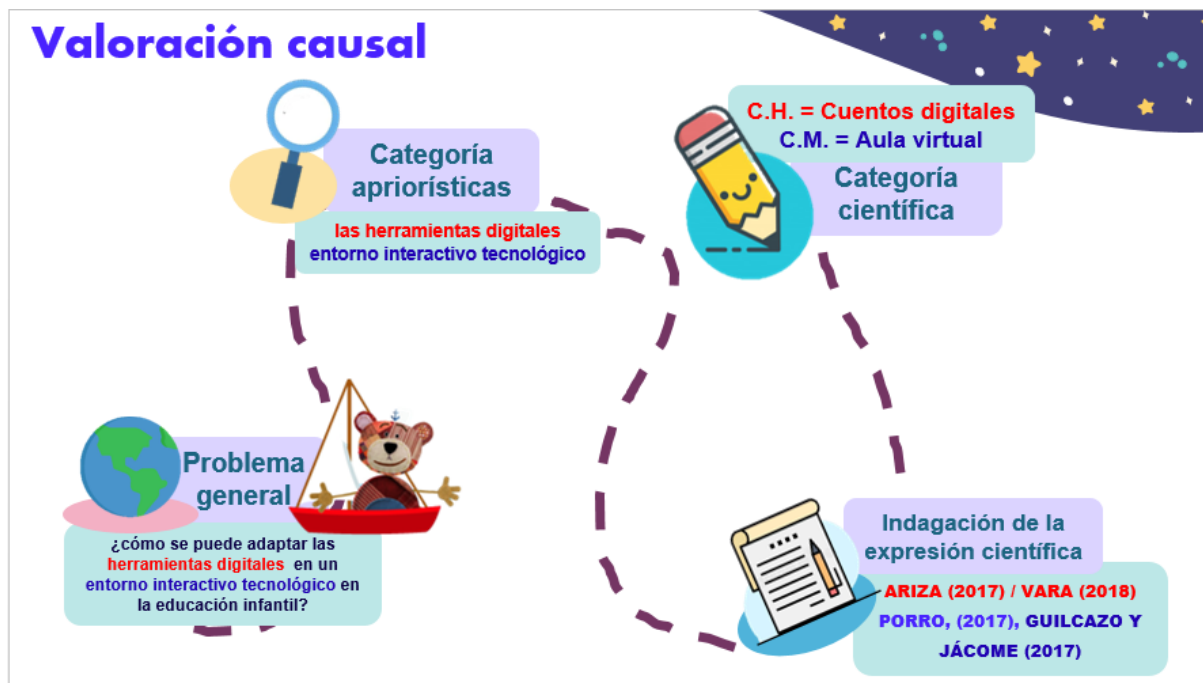 Valoración causal
Categoría
apriorísticas
las herramientas digitales
entorno interactivo tecnológico
C.H. = Cuentos digitales
C.M. = Aula virtual
Categoría
científica
Problema
general
¿cómo se puede adaptar las
herramientas digitales en un
entorno interactivo tecnológico en
la educación infantil?
Indagación de la
expresión científica
ARIZA (2017) / VARA (2018)
PORRO, (2017), GUILCAZO Y
JÁCOME (2017)